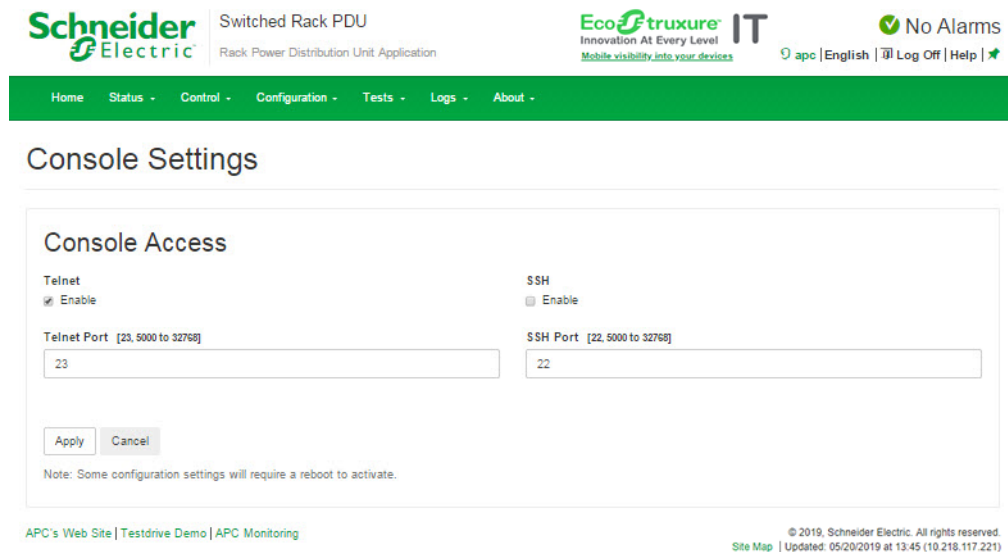 Schneider Electric
Switched Rack PDU
Rack Power Distribution Unit Application
EcoStruxure IT
Innovation At Every Level
Mobile visibility into your devices
No Alarms
apc | English | Log Off | Help |
Home Status - Control - Configuration - Tests - Logs - About -
Console Settings
Console Access
Telnet
Enable
SSH
Enable
Telnet Port [23, 5000 to 32768]
23
SSH Port [22, 5000 to 32768]
22
Apply Cancel
Note: Some configuration settings will require a reboot to activate.
APC's Web Site | Testdrive Demo | APC Monitoring
© 2019, Schneider Electric. All rights reserved.
Site Map | Updated: 05/20/2019 at 13:45 (10.218.117.221)